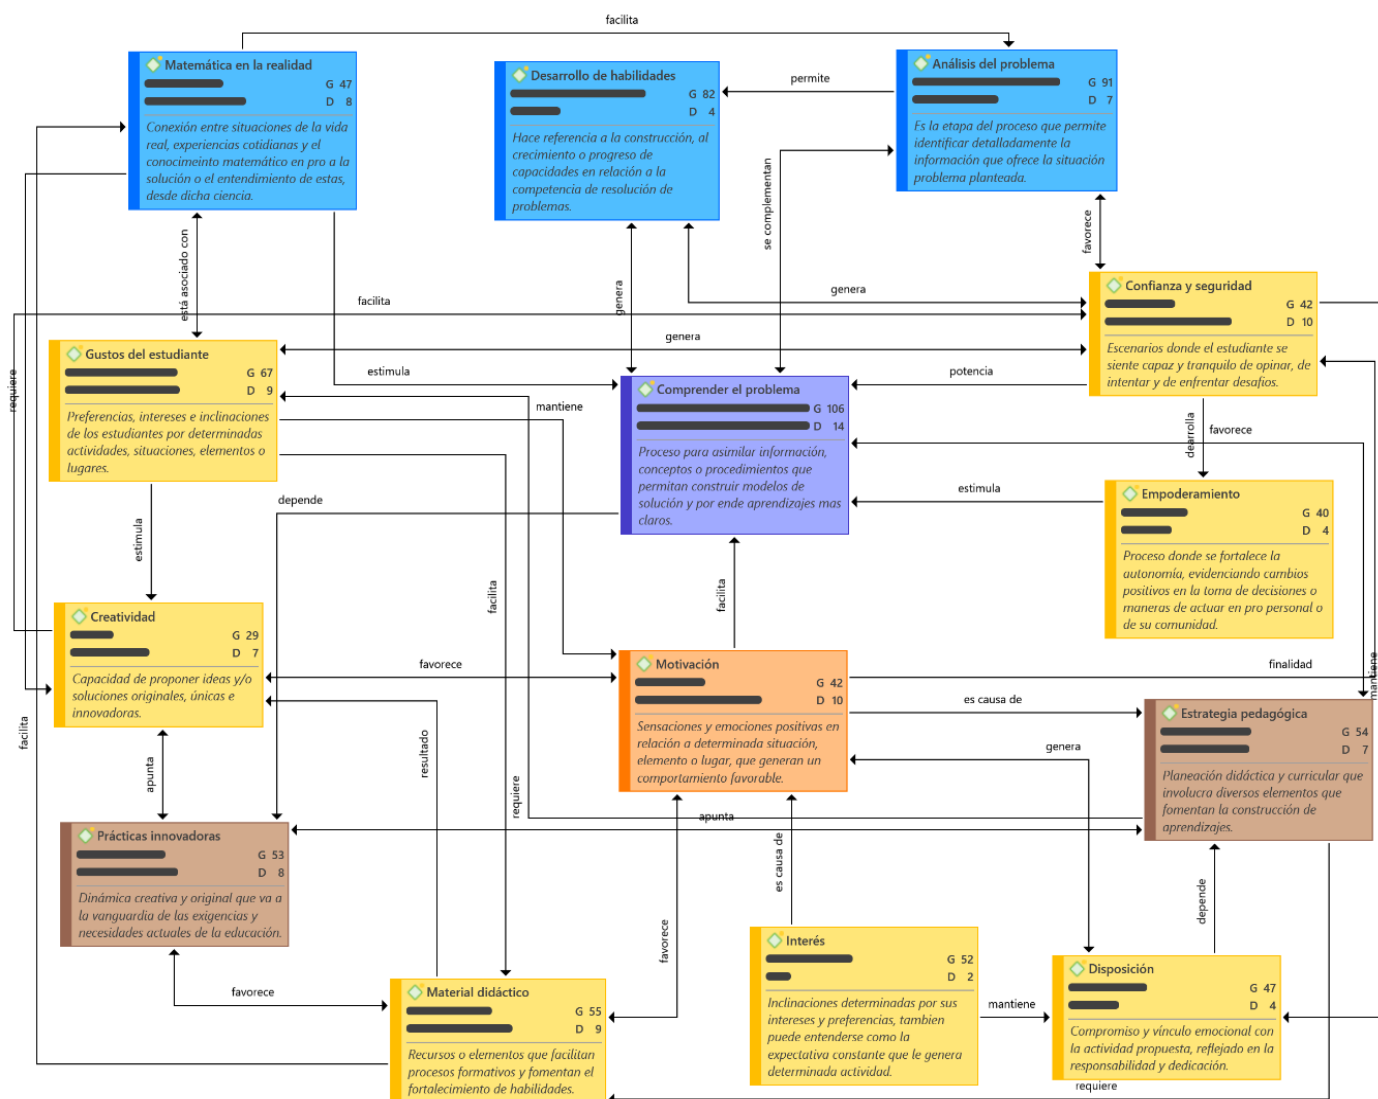 facilita
Matemática en la realidad
G 47
D 8
Conexión entre situaciones de la vida
real, experiencias cotidianas y el
conocimeinto matemático en pro a la
solución o el entendimiento de estas,
desde dicha ciencia.
Desarrollo de habilidades
G 82
D 4
Hace referencia a la construcción, al
crecimiento o progreso de
capacidades en relación a la
competencia de resolución de
problemas.
permite
Análisis del problema
G 91
D 7
Es la etapa del proceso que permite
identificar detalladamente la
información que ofrece la situación
problema planteada.
se complementan
favorece
está asociado con
genera
genera
facilita
Confianza y seguridad
G 42
D 10
Escenarios donde el estudiante se
siente capaz y tranquilo de opinar, de
intentar y de enfrentar desafios.
genera
Gustos del estudiante
G 67
D 9
Preferencias, intereses e inclinaciones
de los estudiantes por determinadas
actividades, situaciones, elementos o
lugares.
requiere
estimula
mantiene
potencia
Comprender el problema
G 106
D 14
Proceso para asimilar información,
conceptos o procedimientos que
permitan construir modelos de
solución y por ende aprendizajes mas
claros.
dearrolla
favorece
estimula
Empoderamiento
G 40
D 4
Proceso donde se fortalece la
autonomía, evidenciando cambios
positivos en la toma de decisiones o
maneras de actuar en pro personal o
de su comunidad.
depende
estimula
facilita
facilita
Creatividad
G 29
D 7
Capacidad de proponer ideas y/o
soluciones originales, únicas e
innovadoras.
favorece
Motivación
G 42
D 10
Sensaciones y emociones positivas en
relación a determinada situación,
elemento o lugar, que generan un
comportamiento favorable.
finalidad
mantiene
es causa de
Estrategia pedagógica
G 54
D 7
Planeación didáctica y curricular que
involucra diversos elementos que
fomentan la construcción de
aprendizajes.
facilita
apunta
resultado
requiere
genera
apunta
es causa de
Prácticas innovadoras
G 53
D 8
Dinámica creativa y original que va a
la vanguardia de las exigencias y
necesidades actuales de la educación.
depende
favorece
favorece
Material didáctico
G 55
D 9
Recursos o elementos que facilitan
procesos formativos y fomentan el
fortalecimiento de habilidades.
Interés
G 52
D 2
Inclinaciones determinadas por sus
intereses y preferencias, tambien
puede entenderse como la
expectativa constante que le genera
determinada actividad.
mantiene
Disposición
G 47
D 4
Compromiso y vínculo emocional con
la actividad propuesta, reflejado en la
responsabilidad y dedicación.
requiere